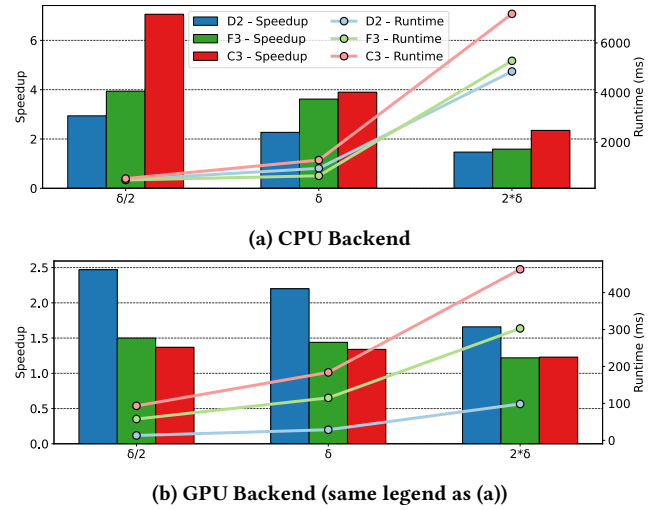 D2 - Speedup
F3 - Speedup
C3 - Speedup
D2 - Runtime
F3 - Runtime
C3 - Runtime
Speedup
6
4
2
0
Runtime (ms)
6000
4000
2000
δ/2
δ
2*δ
(a) CPU Backend
Speedup
2.5
2.0
1.5
1.0
0.5
0.0
Runtime (ms)
400
300
200
100
0
δ/2
δ
2*δ
(b) GPU Backend (same legend as (a))